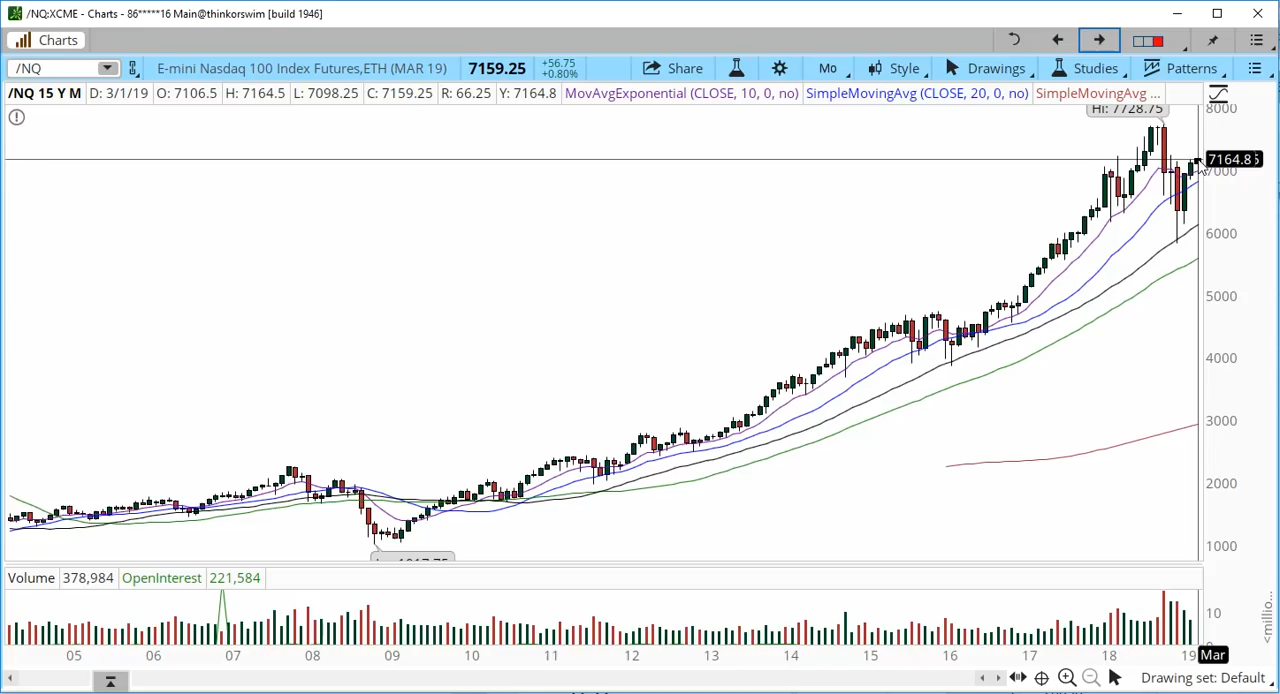 /NQ:XCME - Charts - 86*****16 Main@thinkorswim [build 1946]
Charts
/NQ E-mini Nasdaq 100 Index Futures,ETH (MAR 19) 7159.25 +56.75 +0.80% Share Mo Style Drawings Studies Patterns
/NQ 15 Y M D: 3/1/19 O: 7106.5 H: 7164.5 L: 7098.25 C: 7159.25 R: 66.25 Y: 7164.8 MovAvgExponential (CLOSE, 10, 0, no) SimpleMovingAvg (CLOSE, 20, 0, no) SimpleMovingAvg ...
8000
Hi: 7728.75
7164.8
7000
6000
5000
4000
3000
2000
1000
Volume 378,984 OpenInterest 221,584
10
<millio...
05 06 07 08 09 10 11 12 13 14 15 16 17 18 19 Mar
Drawing set: Default